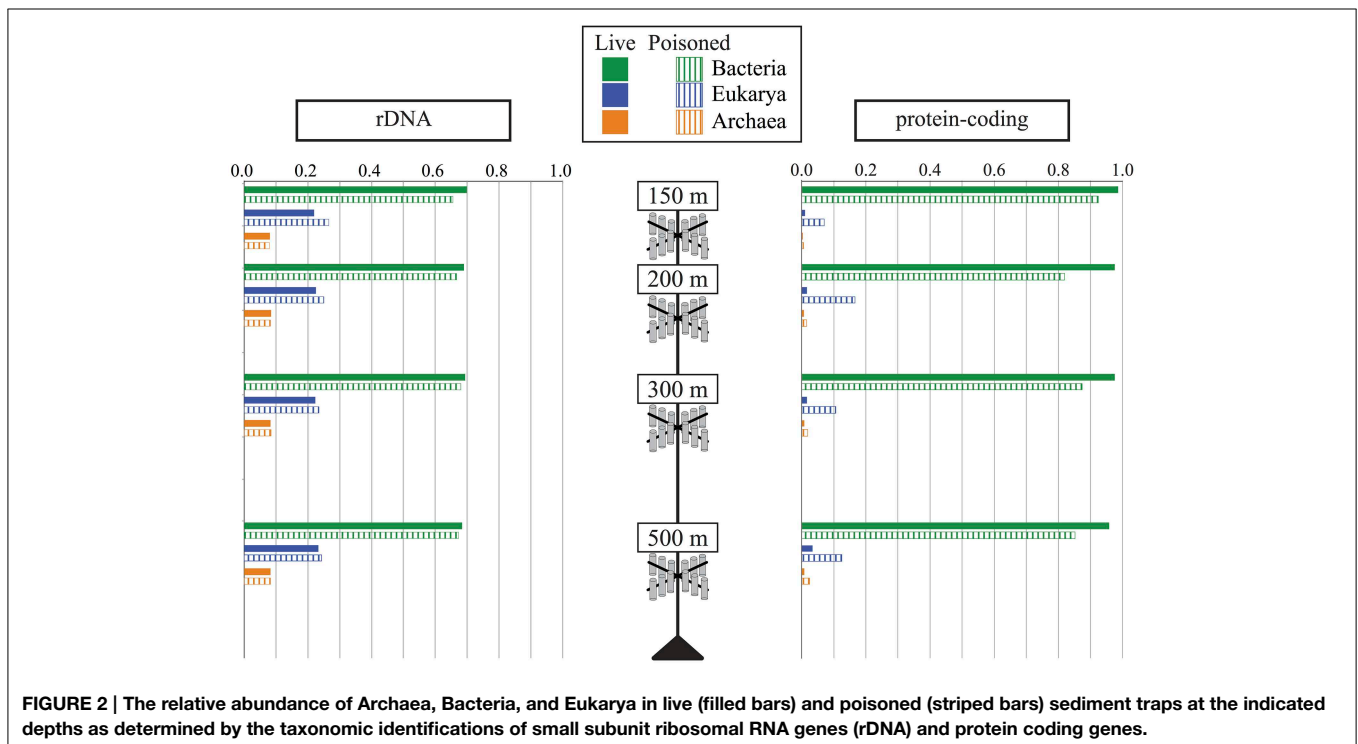 Live Poisoned
Bacteria
Eukarya
Archaea
rDNA
protein-coding
0.0 0.2 0.4 0.6 0.8 1.0
0.0 0.2 0.4 0.6 0.8 1.0
150 m
200 m
300 m
500 m
FIGURE 2 | The relative abundance of Archaea, Bacteria, and Eukarya in live (filled bars) and poisoned (striped bars) sediment traps at the indicated
depths as determined by the taxonomic identifications of small subunit ribosomal RNA genes (rDNA) and protein coding genes.